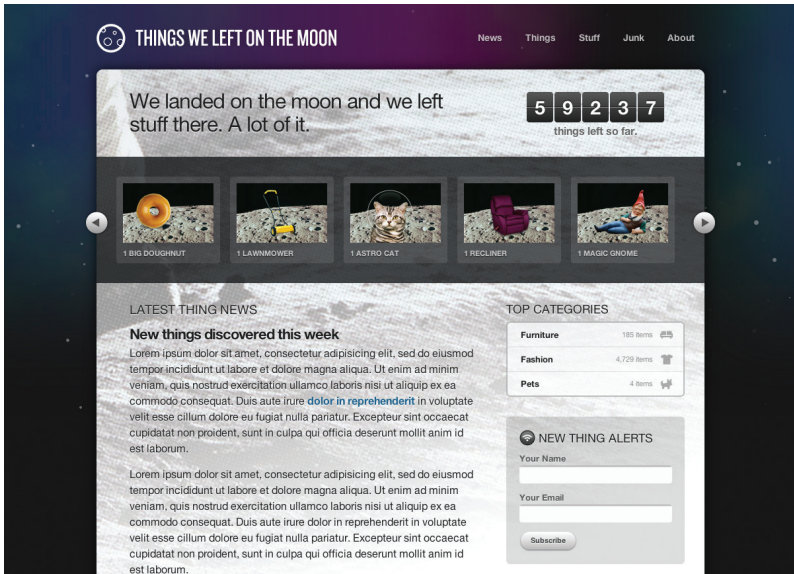 THINGS WE LEFT ON THE MOON
News Things Stuff Junk About
We landed on the moon and we left
stuff there. A lot of it.
59237
things left so far.
1 BIG DOUGHNUT
1 LAWNMOWER
1 ASTRO CAT
1 RECLINER
1 MAGIC GNOME
LATEST THING NEWS
New things discovered this week
Lorem ipsum dolor sit amet, consectetur adipisicing elit, sed do eiusmod
tempor incididunt ut labore et dolore magna aliqua. Ut enim ad minim
veniam, quis nostrud exercitation ullamco laboris nisi ut aliquip ex ea
commodo consequat. Duis aute irure dolor in reprehenderit in voluptate
velit esse cillum dolore eu fugiat nulla pariatur. Excepteur sint occaecat
cupidatat non proident, sunt in culpa qui officia deserunt mollit anim id
est laborum.
Lorem ipsum dolor sit amet, consectetur adipisicing elit, sed do eiusmod
tempor incididunt ut labore et dolore magna aliqua. Ut enim ad minim
veniam, quis nostrud exercitation ullamco laboris nisi ut aliquip ex ea
commodo consequat. Duis aute irure dolor in reprehenderit in voluptate
velit esse cillum dolore eu fugiat nulla pariatur. Excepteur sint occaecat
cupidatat non proident, sunt in culpa qui officia deserunt mollit anim id
est laborum.
TOP CATEGORIES
Furniture 185 items
Fashion 4,729 items
Pets 4 items
NEW THING ALERTS
Your Name
Your Email
Subscribe